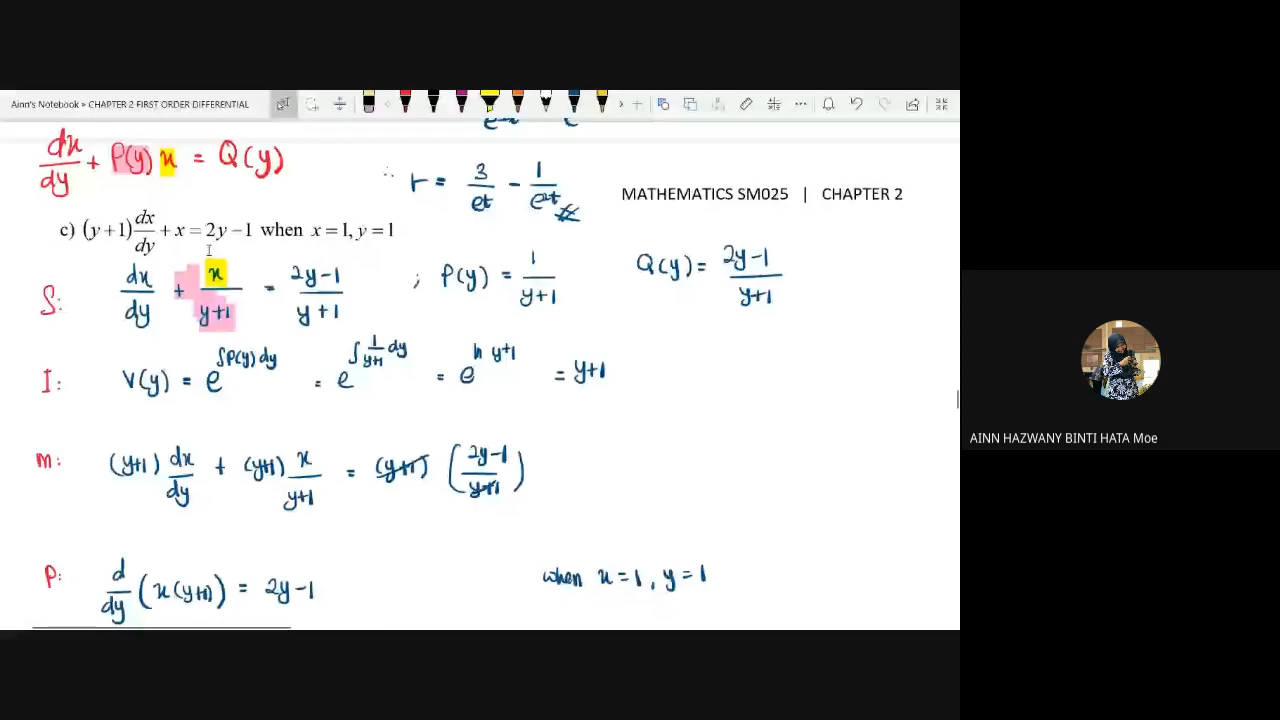 Ainn's Notebook » CHAPTER 2 FIRST ORDER DIFFERENTIAL
dx/dy + P(y) x = Q(y)
∴ r = 3/e^t - 1/e^2t
MATHEMATICS SM025 | CHAPTER 2
c) (y+1) dx/dy + x = 2y-1 when x=1, y=1
S: dx/dy + x/y+1 = 2y-1/y+1 ; P(y) = 1/y+1 Q(y) = 2y-1/y+1
I: V(y) = e^∫P(y) dy = e^∫ 1/y+1 dy = e^ln y+1 = y+1
M: (y+1) dx/dy + (y+1) x/y+1 = (y+1) (2y-1/y+1)
P: d/dy (x(y+1)) = 2y-1 when x=1, y=1
AINN HAZWANY BINTI HATA Moe